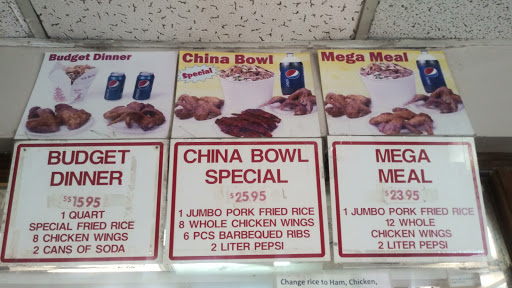 Budget Dinner
China Bowl
Special
Mega Meal
BUDGET
DINNER
$15.95
1 QUART
SPECIAL FRIED RICE
8 CHICKEN WINGS
2 CANS OF SODA
CHINA BOWL
SPECIAL
$25.95
1 JUMBO PORK FRIED RICE
8 WHOLE CHICKEN WINGS
6 PCS BARBEQUED RIBS
2 LITER PEPSI
MEGA
MEAL
$23.95
1 JUMBO PORK FRIED RICE
12 WHOLE
CHICKEN WINGS
2 LITER PEPSI
Change rice to Ham, Chicken,